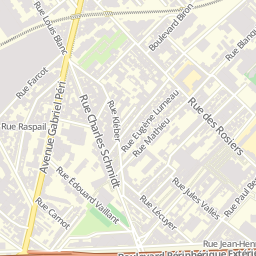 Rue Louis Blanc
Boulevard Biron
Rue Blanqui
Rue Farcot
Rue des Rosiers
Avenue Gabriel Péri
Rue Kléber
Rue Eugène Lumeau
Rue Mathieu
Rue Raspail
Rue Charles Schmidt
Rue Édouard Vaillant
Rue Jules Vallès
Rue Paul Be
Rue Carnot
Rue Lécuyer
Rue Jean-Henri
Boulevard Périphérique Extérieur